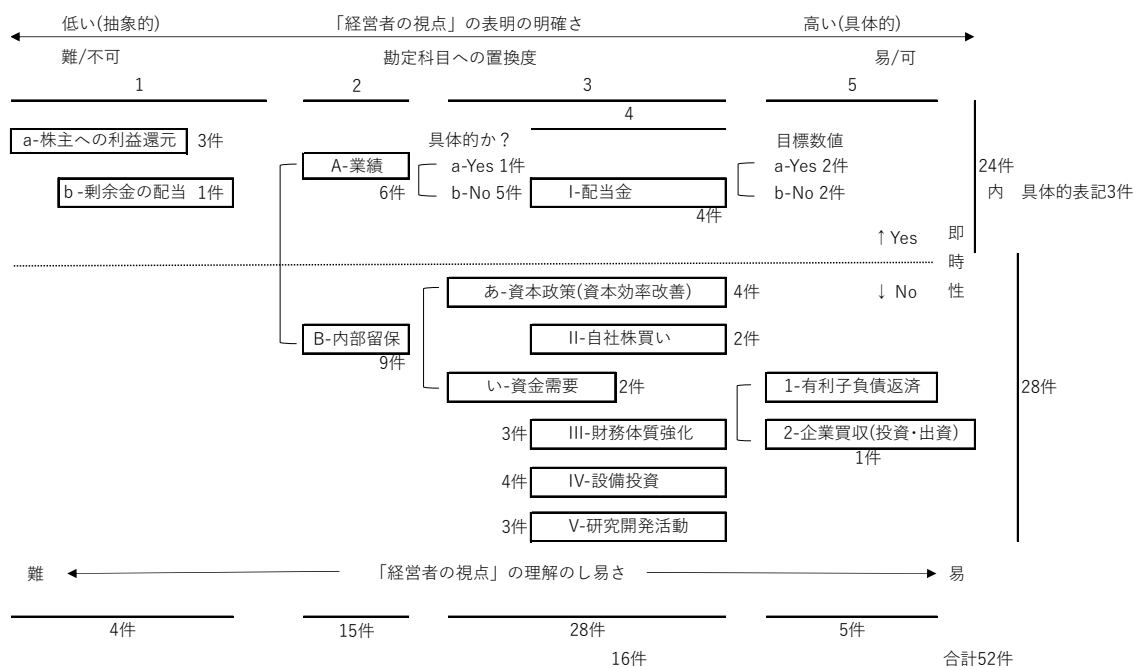 低い(抽象的) 「経営者の視点」の表明の明確さ 高い(具体的)
難/不可 勘定科目への置換度 易/可
1 2 3 5
4
a-株主への利益還元 3件
具体的か？ 目標数値
A-業績 a-Yes 1件 a-Yes 2件 24件
b-剰余金の配当 1件 6件 b-No 5件 I-配当金 b-No 2件 内 具体的表記3件
4件
↑ Yes 即
時
↓ No 性
あ-資本政策(資本効率改善) 4件
B-内部留保 II-自社株買い 2件
9件
い-資金需要 2件 1-有利子負債返済 28件
3件 III-財務体質強化 2-企業買収(投資・出資)
1件
4件 IV-設備投資
3件 V-研究開発活動
難 「経営者の視点」の理解のし易さ 易
4件 15件 28件 5件
16件 合計52件